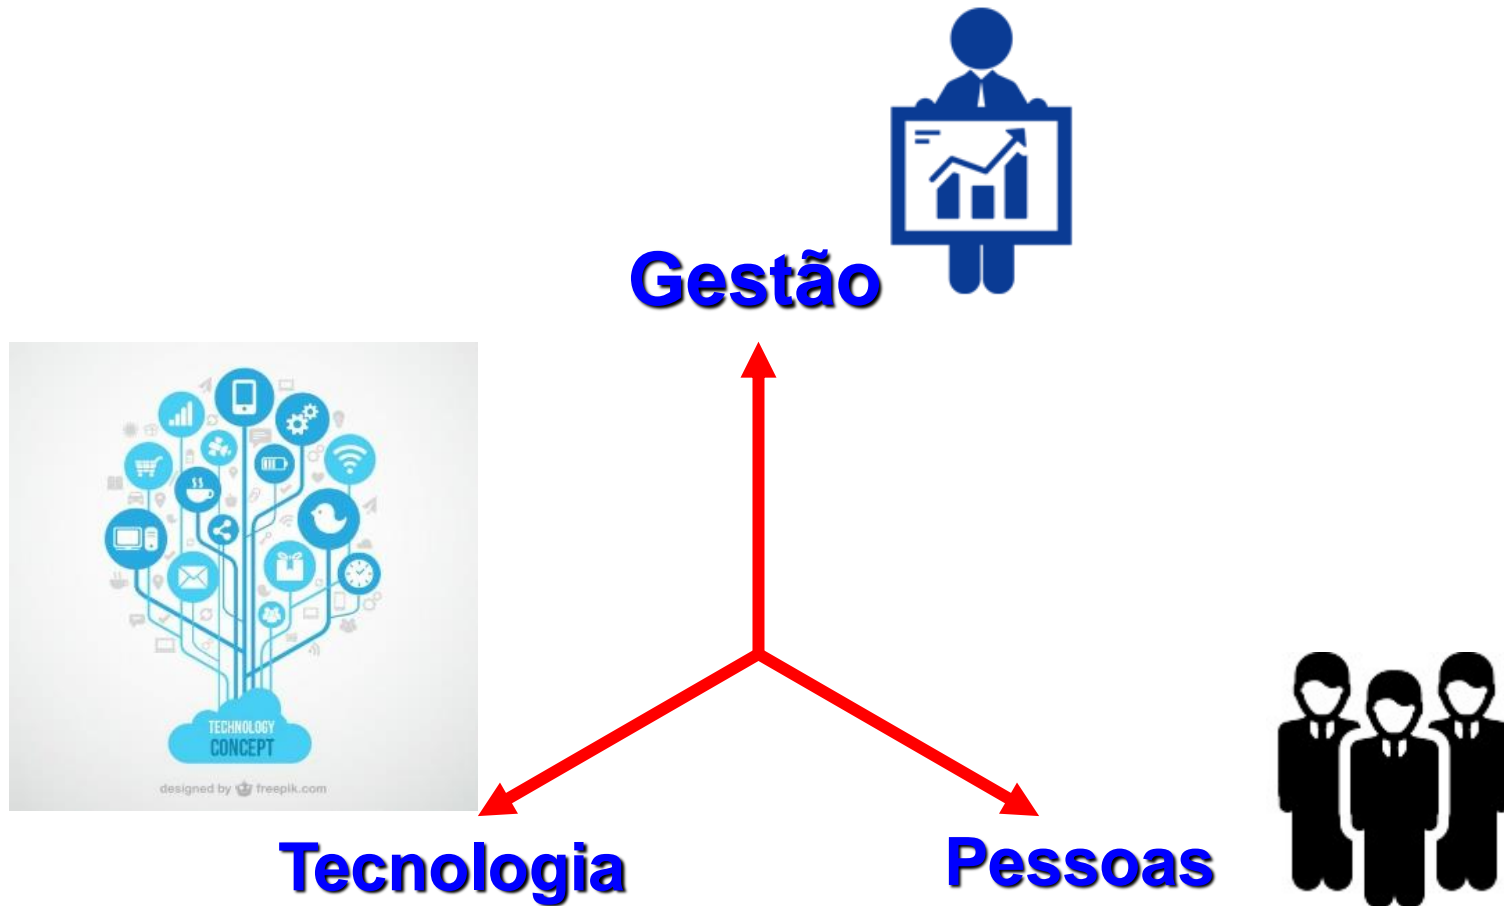 Gestão
TECHNOLOGY
CONCEPT
designed by freepik.com
Tecnologia
Pessoas